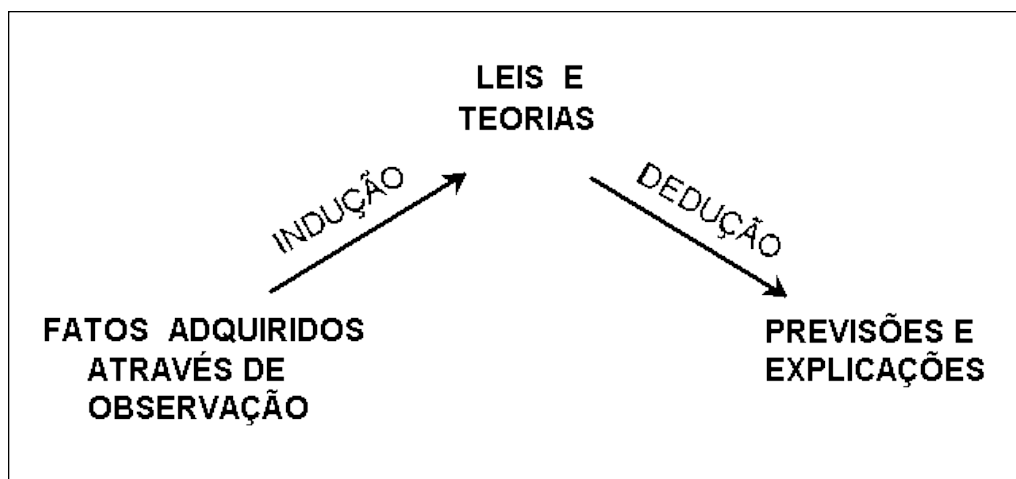 LEIS E
TEORIAS
INDUÇÃO
DEDUÇÃO
FATOS ADQUIRIDOS
ATRAVÉS DE
OBSERVAÇÃO
PREVISÕES E
EXPLICAÇÕES